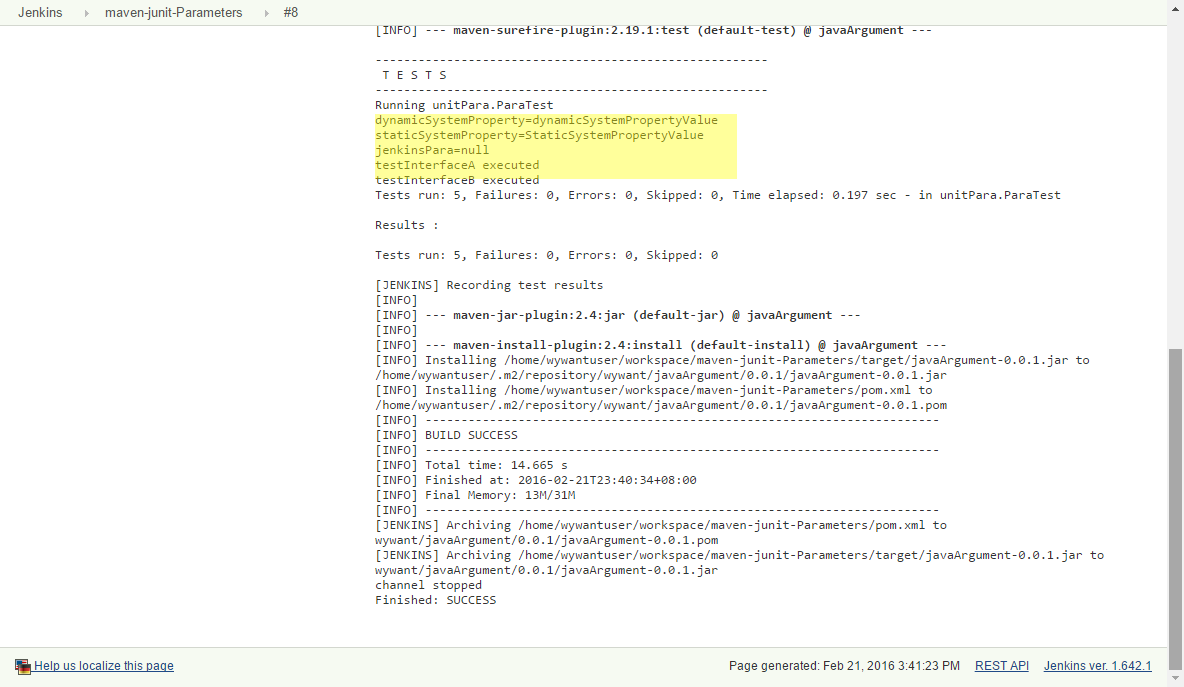 Jenkins maven-junit-Parameters #8
[INFO] --- maven-surefire-plugin:2.19.1:test (default-test) @ javaArgument ---
-------------------------------------------------------
T E S T S
-------------------------------------------------------
Running unitPara.ParaTest
dynamicSystemProperty=dynamicSystemPropertyValue
staticSystemProperty=StaticSystemPropertyValue
jenkinsPara=null
testInterfaceA executed
testInterfaceB executed
Tests run: 5, Failures: 0, Errors: 0, Skipped: 0, Time elapsed: 0.197 sec - in unitPara.ParaTest
Results :
Tests run: 5, Failures: 0, Errors: 0, Skipped: 0
[JENKINS] Recording test results
[INFO]
[INFO] --- maven-jar-plugin:2.4:jar (default-jar) @ javaArgument ---
[INFO]
[INFO] --- maven-install-plugin:2.4:install (default-install) @ javaArgument ---
[INFO] Installing /home/wywantuser/workspace/maven-junit-Parameters/target/javaArgument-0.0.1.jar to
/home/wywantuser/.m2/repository/wywant/javaArgument/0.0.1/javaArgument-0.0.1.jar
[INFO] Installing /home/wywantuser/workspace/maven-junit-Parameters/pom.xml to
/home/wywantuser/.m2/repository/wywant/javaArgument/0.0.1/javaArgument-0.0.1.pom
[INFO] ------------------------------------------------------------------------
[INFO] BUILD SUCCESS
[INFO] ------------------------------------------------------------------------
[INFO] Total time: 14.665 s
[INFO] Finished at: 2016-02-21T23:40:34+08:00
[INFO] Final Memory: 13M/31M
[INFO] ------------------------------------------------------------------------
[JENKINS] Archiving /home/wywantuser/workspace/maven-junit-Parameters/pom.xml to
wywant/javaArgument/0.0.1/javaArgument-0.0.1.pom
[JENKINS] Archiving /home/wywantuser/workspace/maven-junit-Parameters/target/javaArgument-0.0.1.jar to
wywant/javaArgument/0.0.1/javaArgument-0.0.1.jar
channel stopped
Finished: SUCCESS
Help us localize this page Page generated: Feb 21, 2016 3:41:23 PM REST API Jenkins ver. 1.642.1